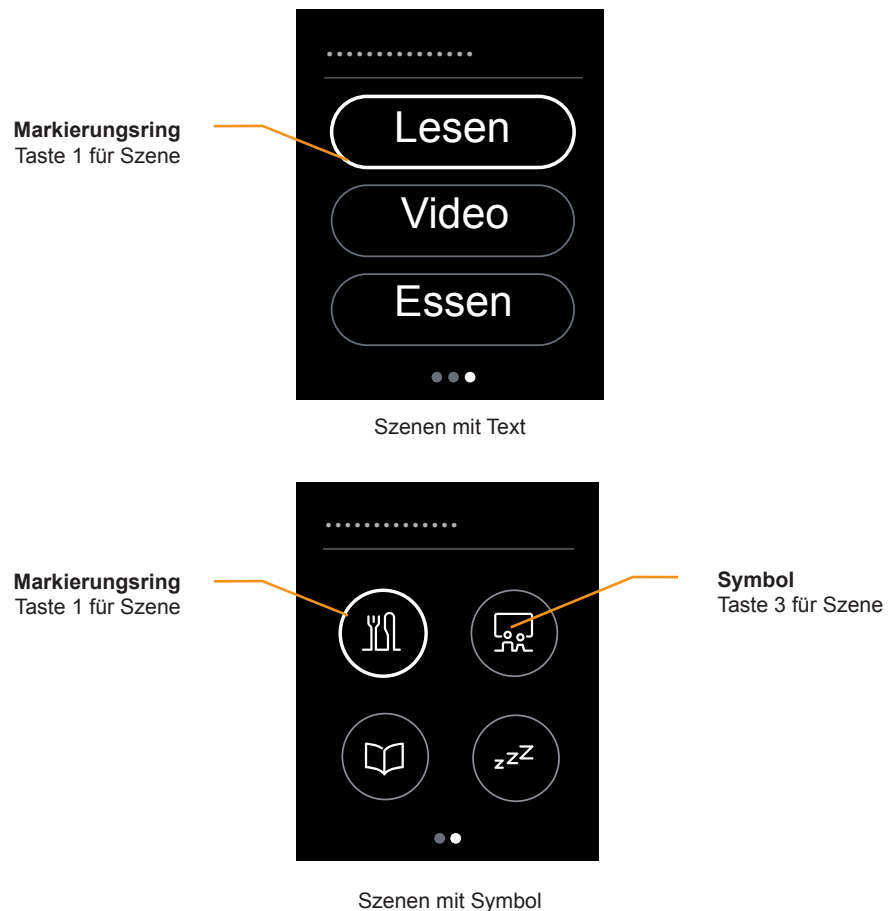 Lesen
Markierungsring
Taste 1 für Szene
Video
Essen
Szenen mit Text
Markierungsring
Taste 1 für Szene
Symbol
Taste 3 für Szene
zzZ
Szenen mit Symbol